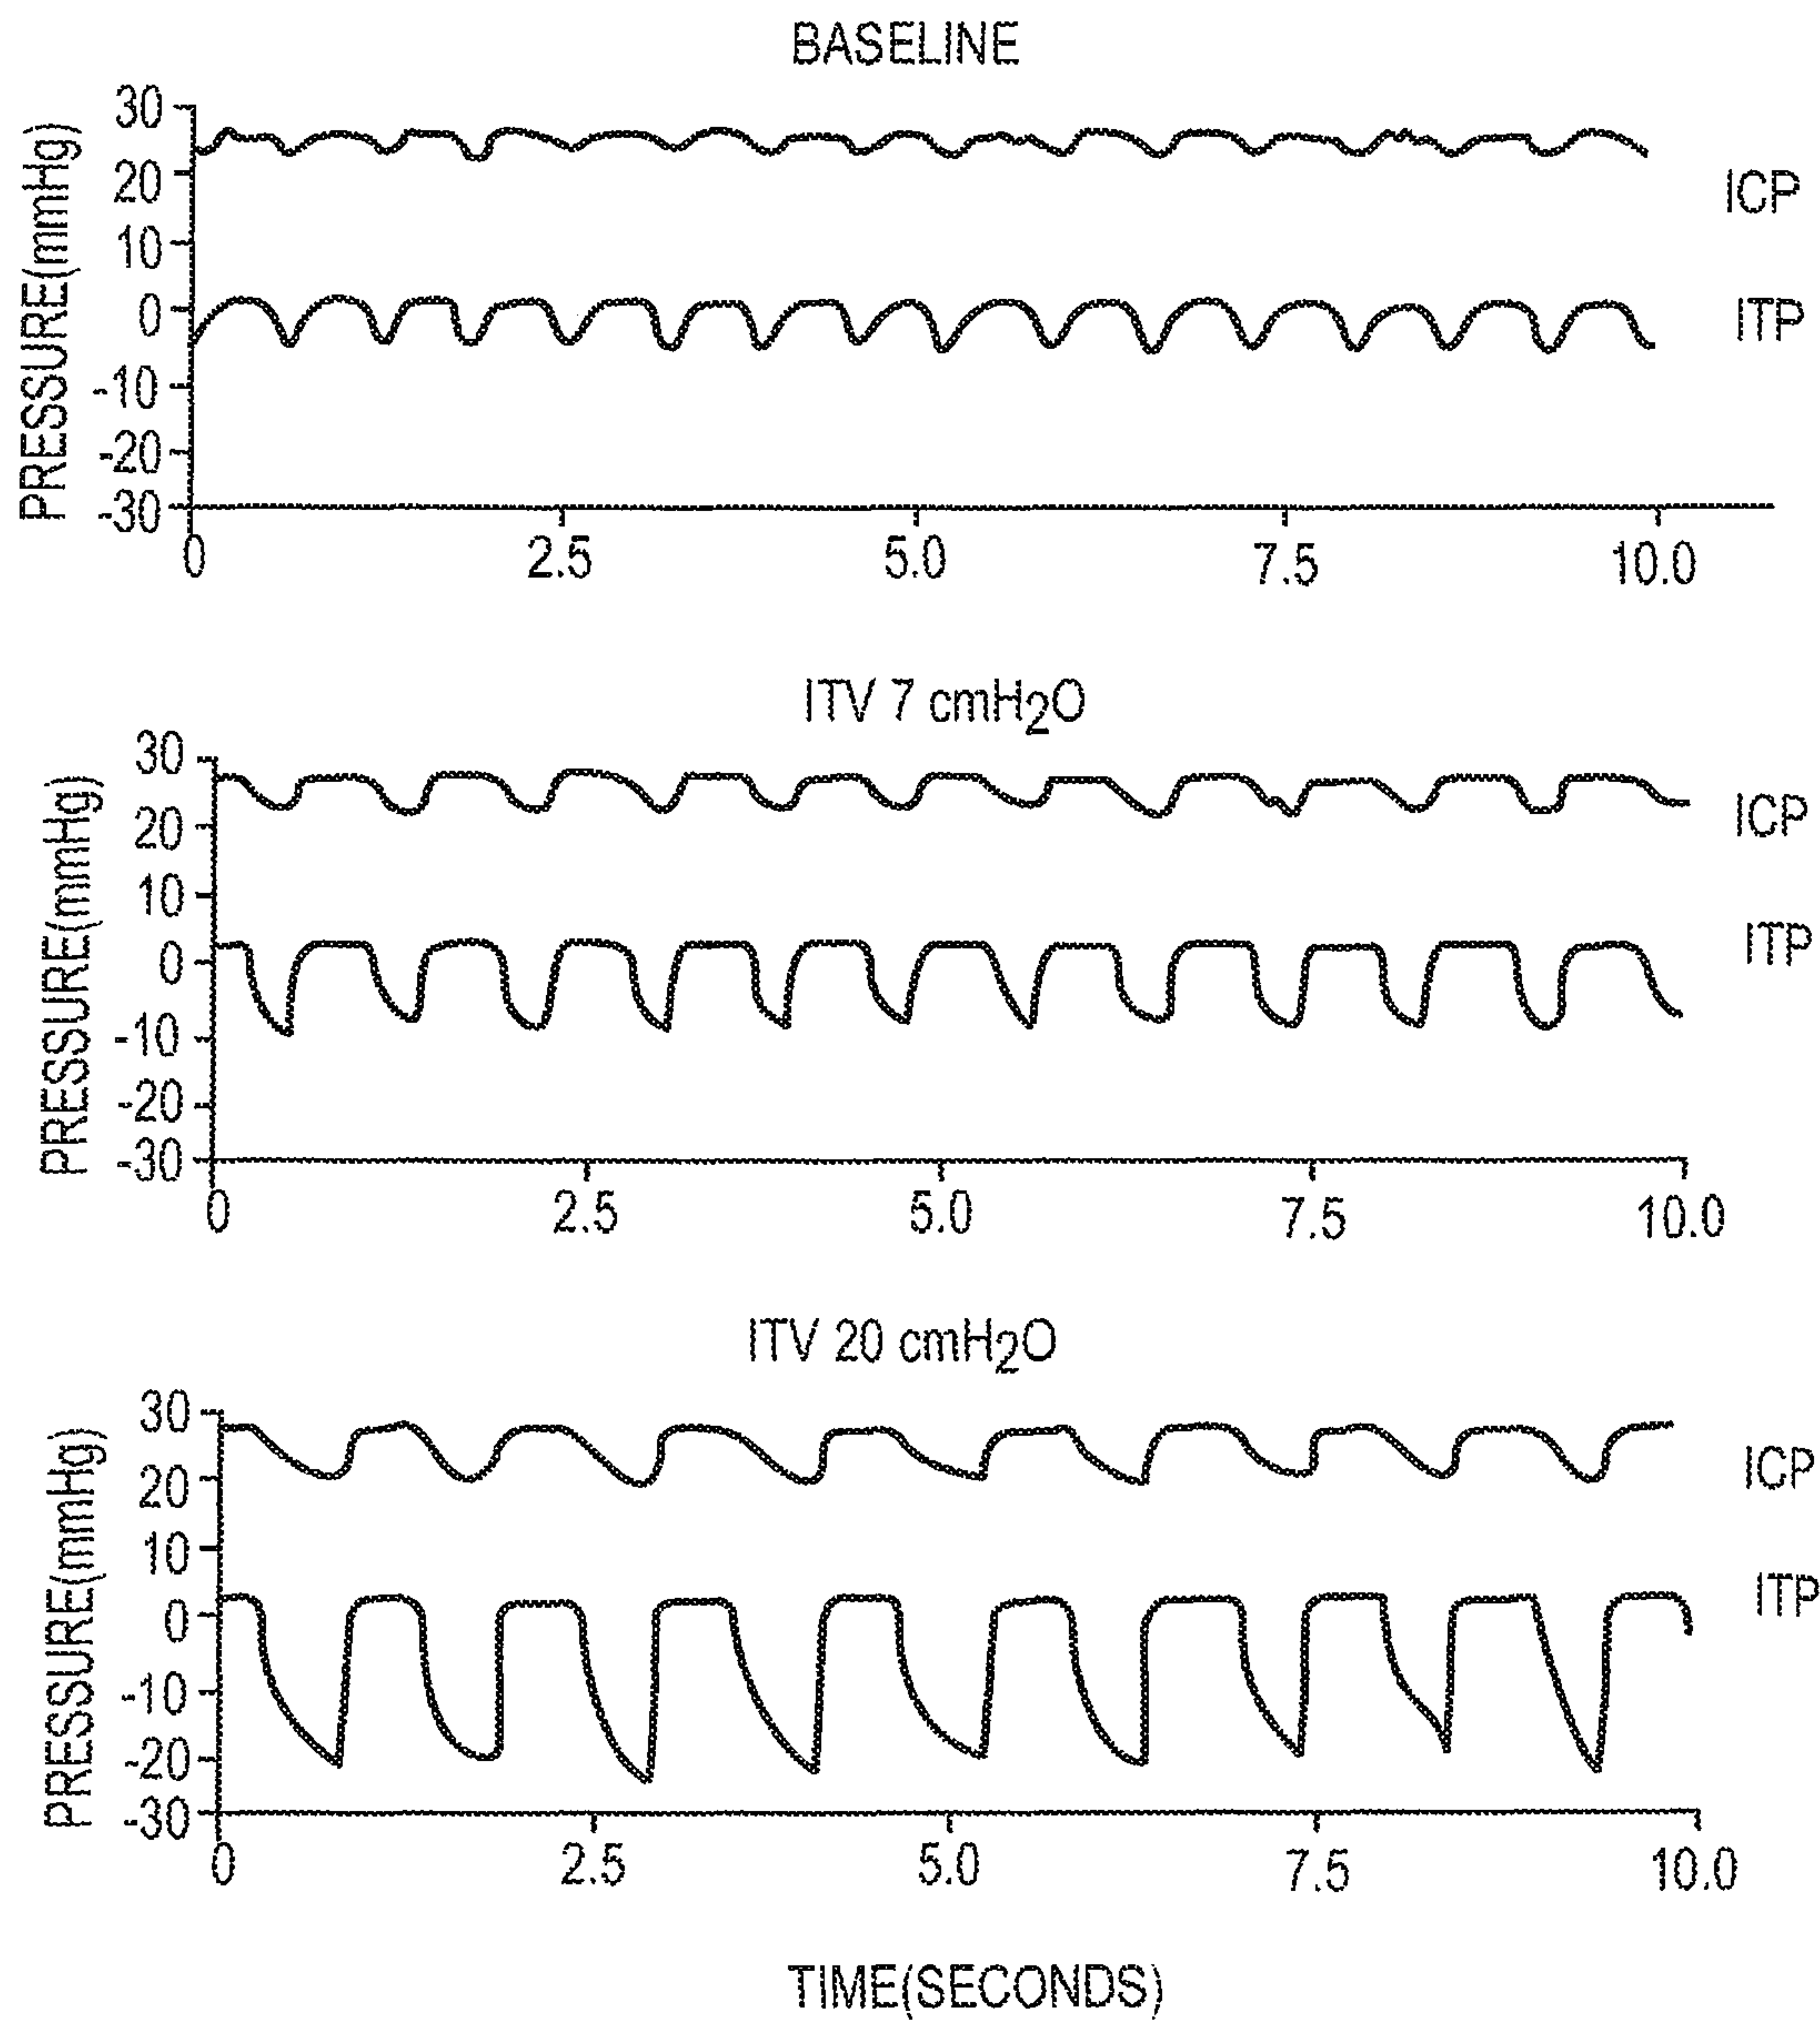 BASELINE
PRESSURE(mmHg)
30
20
10
0
-10
-20
-30
ICP
ITP
0 2.5 5.0 7.5 10.0
ITV 7 cmH2O
PRESSURE(mmHg)
30
20
10
0
-10
-20
-30
ICP
ITP
0 2.5 5.0 7.5 10.0
ITV 20 cmH2O
PRESSURE(mmHg)
30
20
10
0
-10
-20
-30
ICP
ITP
0 2.5 5.0 7.5 10.0
TIME(SECONDS)